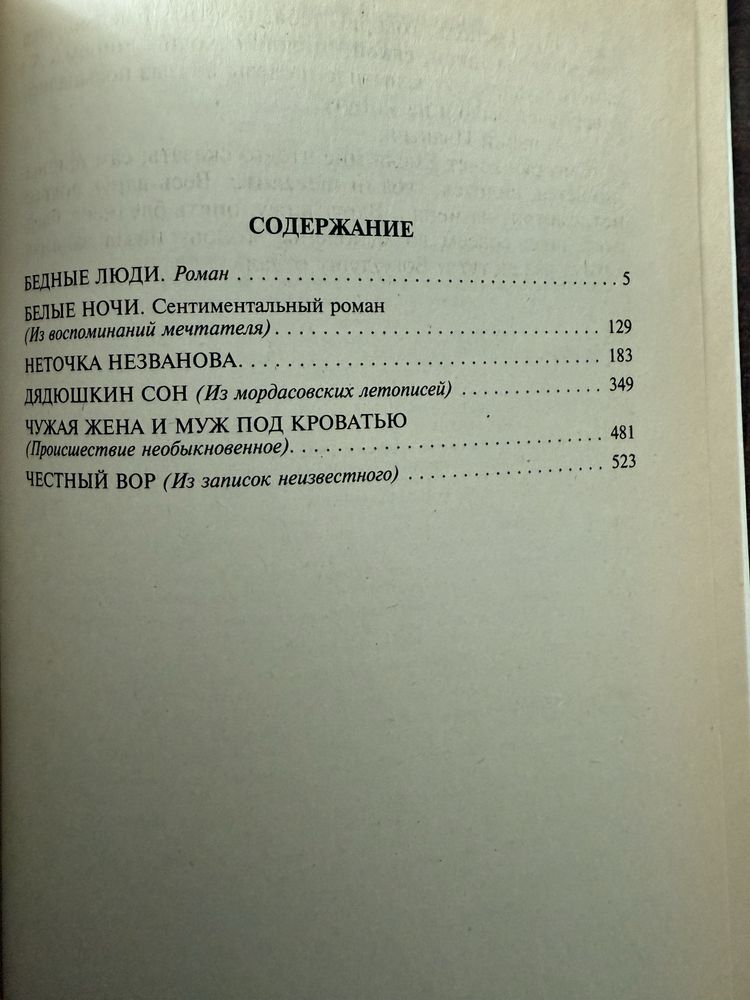 СОДЕРЖАНИЕ
БЕДНЫЕ ЛЮДИ. Роман . . . . . . . . . . . . . . . . . . . . . . . . . . . . . . . . . 5
БЕЛЫЕ НОЧИ. Сентиментальный роман
(Из воспоминаний мечтателя) . . . . . . . . . . . . . . . . . . . . . . . . . . . . 129
НЕТОЧКА НЕЗВАНОВА. . . . . . . . . . . . . . . . . . . . . . . . . . . . . . . 183
ДЯДЮШКИН СОН (Из мордасовских летописей) . . . . . . . . . . . . 349
ЧУЖАЯ ЖЕНА И МУЖ ПОД КРОВАТЬЮ
(Происшествие необыкновенное). . . . . . . . . . . . . . . . . . . . . . . . . . 481
ЧЕСТНЫЙ ВОР (Из записок неизвестного) . . . . . . . . . . . . . . . . . 523